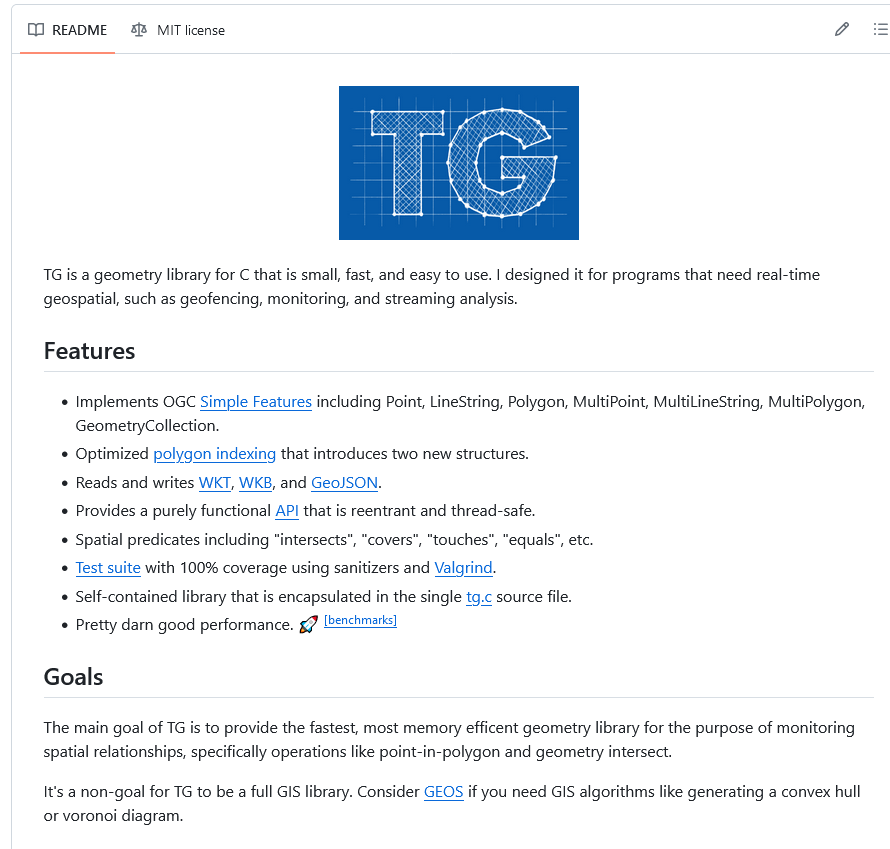 README
MIT license
TG
TG is a geometry library for C that is small, fast, and easy to use. I designed it for programs that need real-time
geospatial, such as geofencing, monitoring, and streaming analysis.
Features
Implements OGC Simple Features including Point, LineString, Polygon, MultiPoint, MultiLineString, MultiPolygon,
GeometryCollection.
Optimized polygon indexing that introduces two new structures.
Reads and writes WKT, WKB, and GeoJSON.
Provides a purely functional API that is reentrant and thread-safe.
Spatial predicates including "intersects", "covers", "touches", "equals", etc.
Test suite with 100% coverage using sanitizers and Valgrind.
Self-contained library that is encapsulated in the single tg.c source file.
Pretty darn good performance. 🚀 [benchmarks]
Goals
The main goal of TG is to provide the fastest, most memory efficent geometry library for the purpose of monitoring
spatial relationships, specifically operations like point-in-polygon and geometry intersect.
It's a non-goal for TG to be a full GIS library. Consider GEOS if you need GIS algorithms like generating a convex hull
or voronoi diagram.